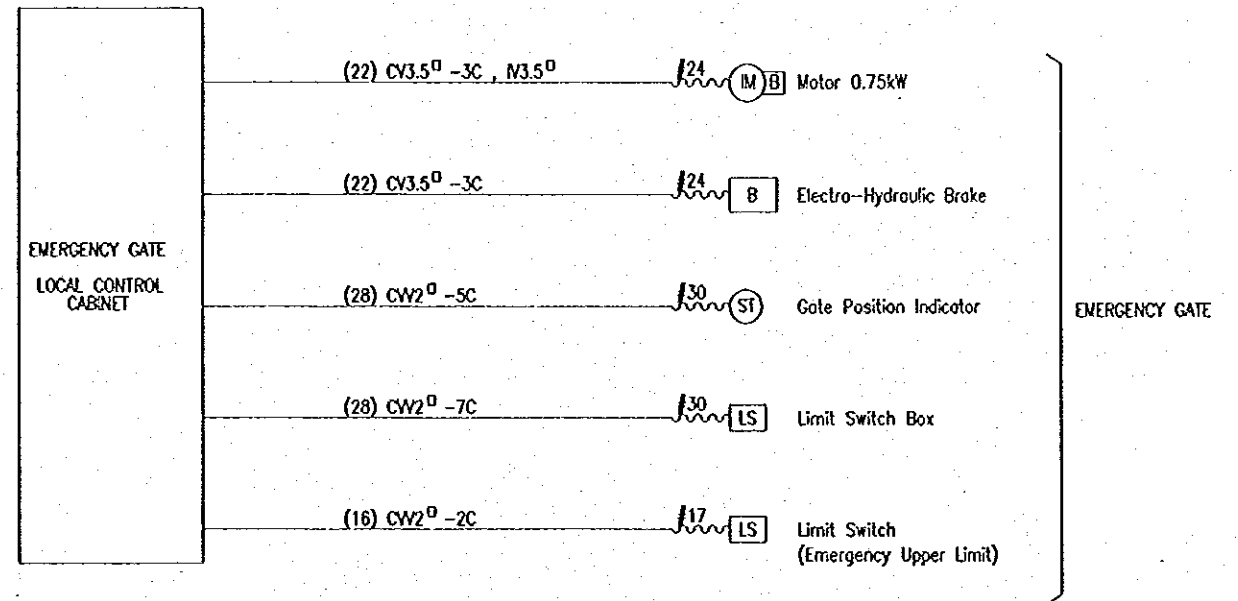 (22) CV3.5□ -3C , IV3.5□
#24
IM B Motor 0.75kW
(22) CV3.5□ -3C
#24
B Electro-Hydraulic Brake
EMERGENCY GATE
LOCAL CONTROL
CABINET
(28) CVV2□ -5C
#30
ST Gate Position Indicator
EMERGENCY GATE
(28) CVV2□ -7C
#30
LS Limit Switch Box
(16) CVV2□ -2C
#17
LS Limit Switch
(Emergency Upper Limit)